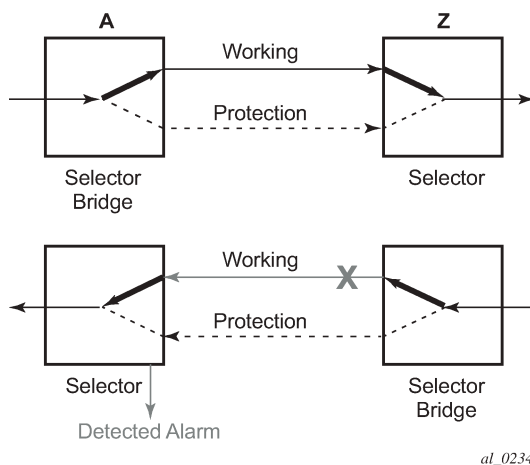 A
Z
Working
Protection
Selector
Bridge
Selector
Working
X
Protection
Selector
Selector
Bridge
Detected Alarm
al_0234